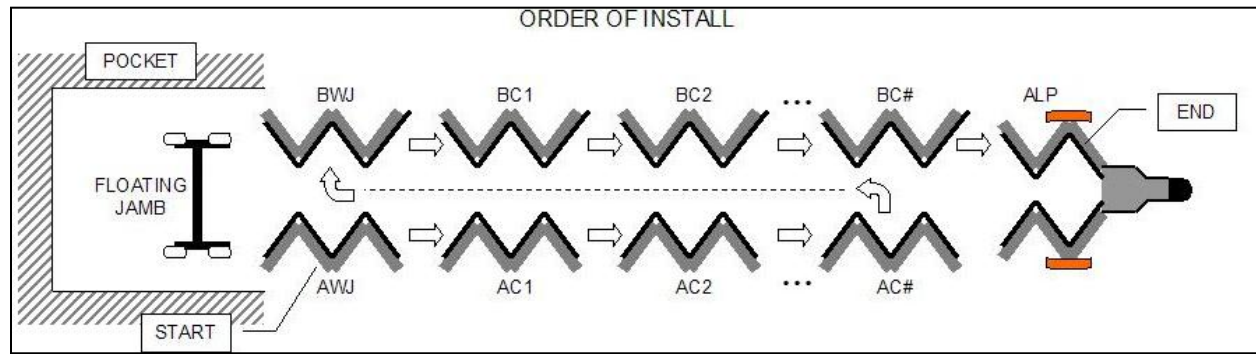 ORDER OF INSTALL
POCKET
BWJ
BC1
BC2
...
BC#
ALP
END
FLOATING
JAMB
AWJ
AC1
AC2
...
AC#
START